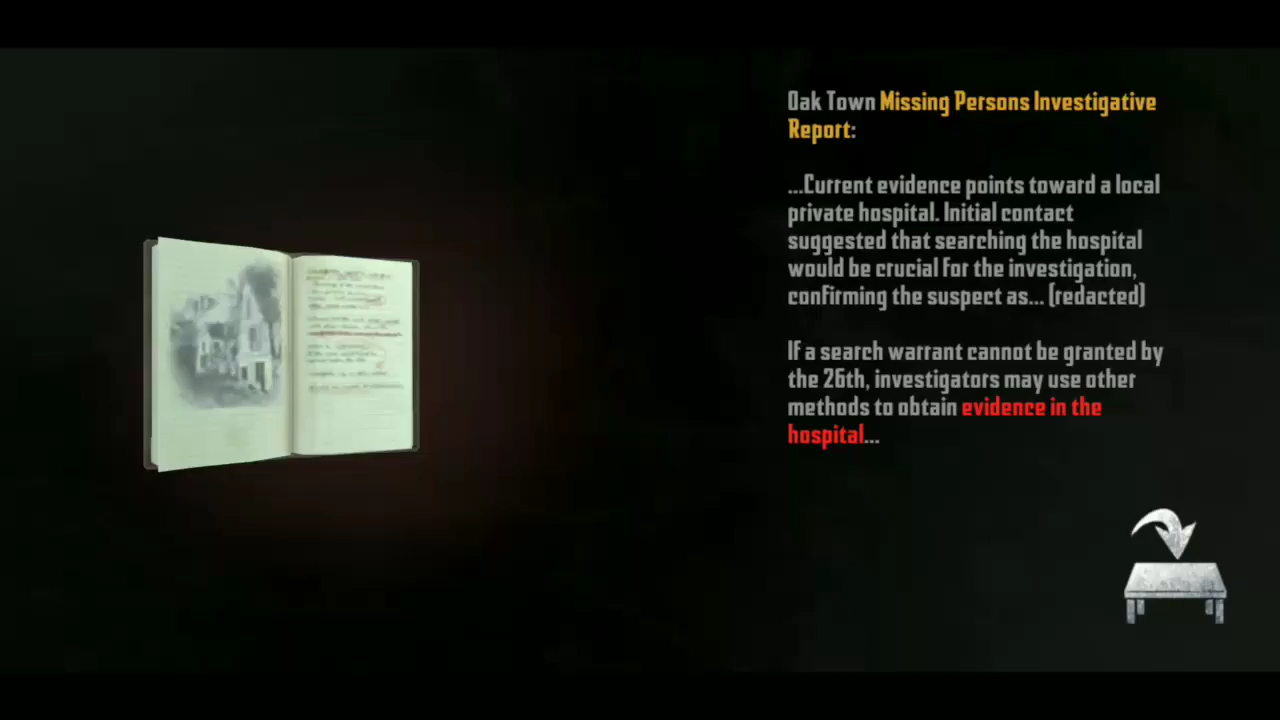 Oak Town Missing Persons Investigative
Report:
...Current evidence points toward a local
private hospital. Initial contact
suggested that searching the hospital
would be crucial for the investigation,
confirming the suspect as... (redacted)
If a search warrant cannot be granted by
the 26th, investigators may use other
methods to obtain evidence in the
hospital...